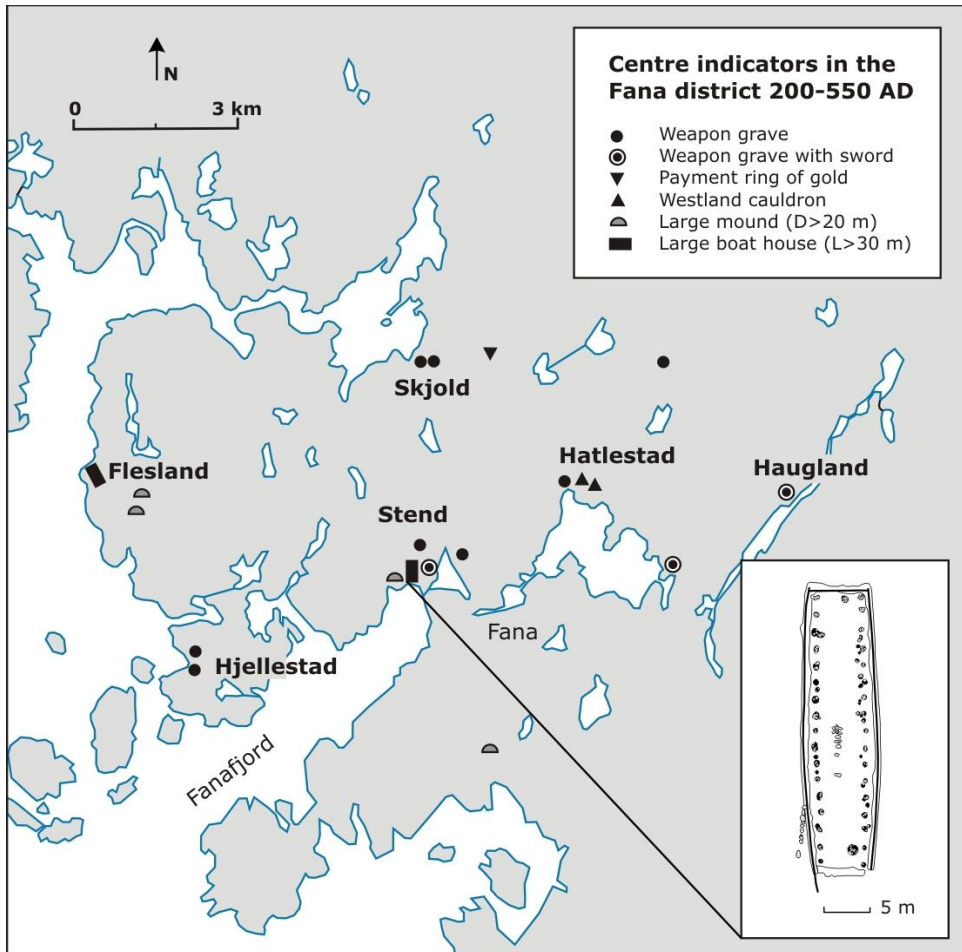 N
0 3 km
Centre indicators in the
Fana district 200-550 AD
Weapon grave
Weapon grave with sword
Payment ring of gold
Westland cauldron
Large mound (D>20 m)
Large boat house (L>30 m)
Skjold
Flesland
Hatlestad
Haugland
Stend
Fana
Hjellestad
Fanafjord
5 m